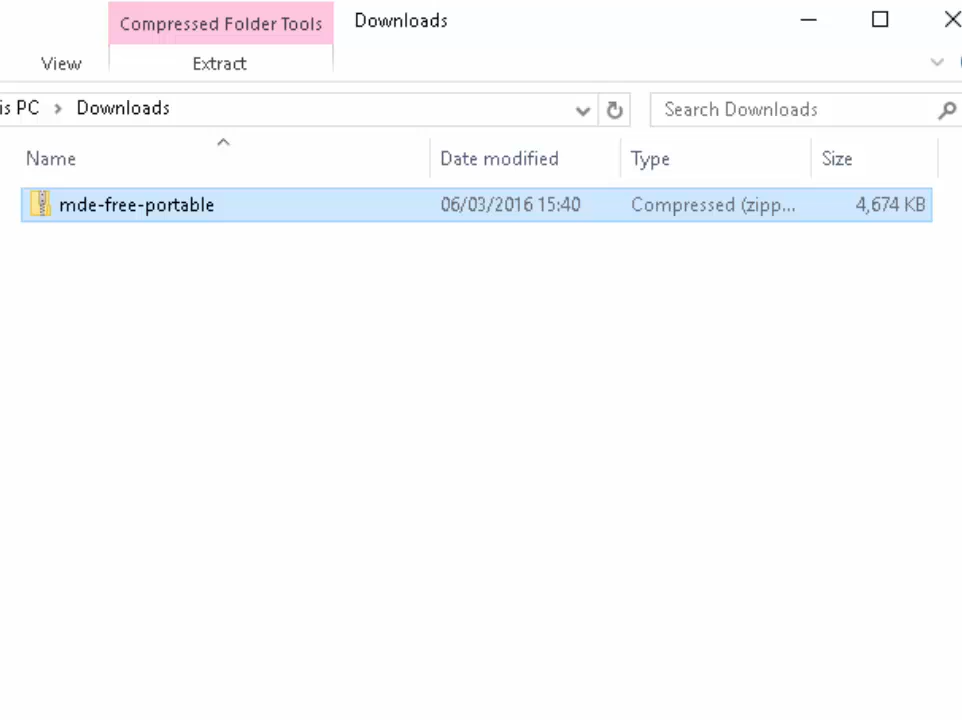 Compressed Folder Tools Downloads
View Extract
is PC > Downloads Search Downloads
Name Date modified Type Size
mde-free-portable 06/03/2016 15:40 Compressed (zipp... 4,674 KB